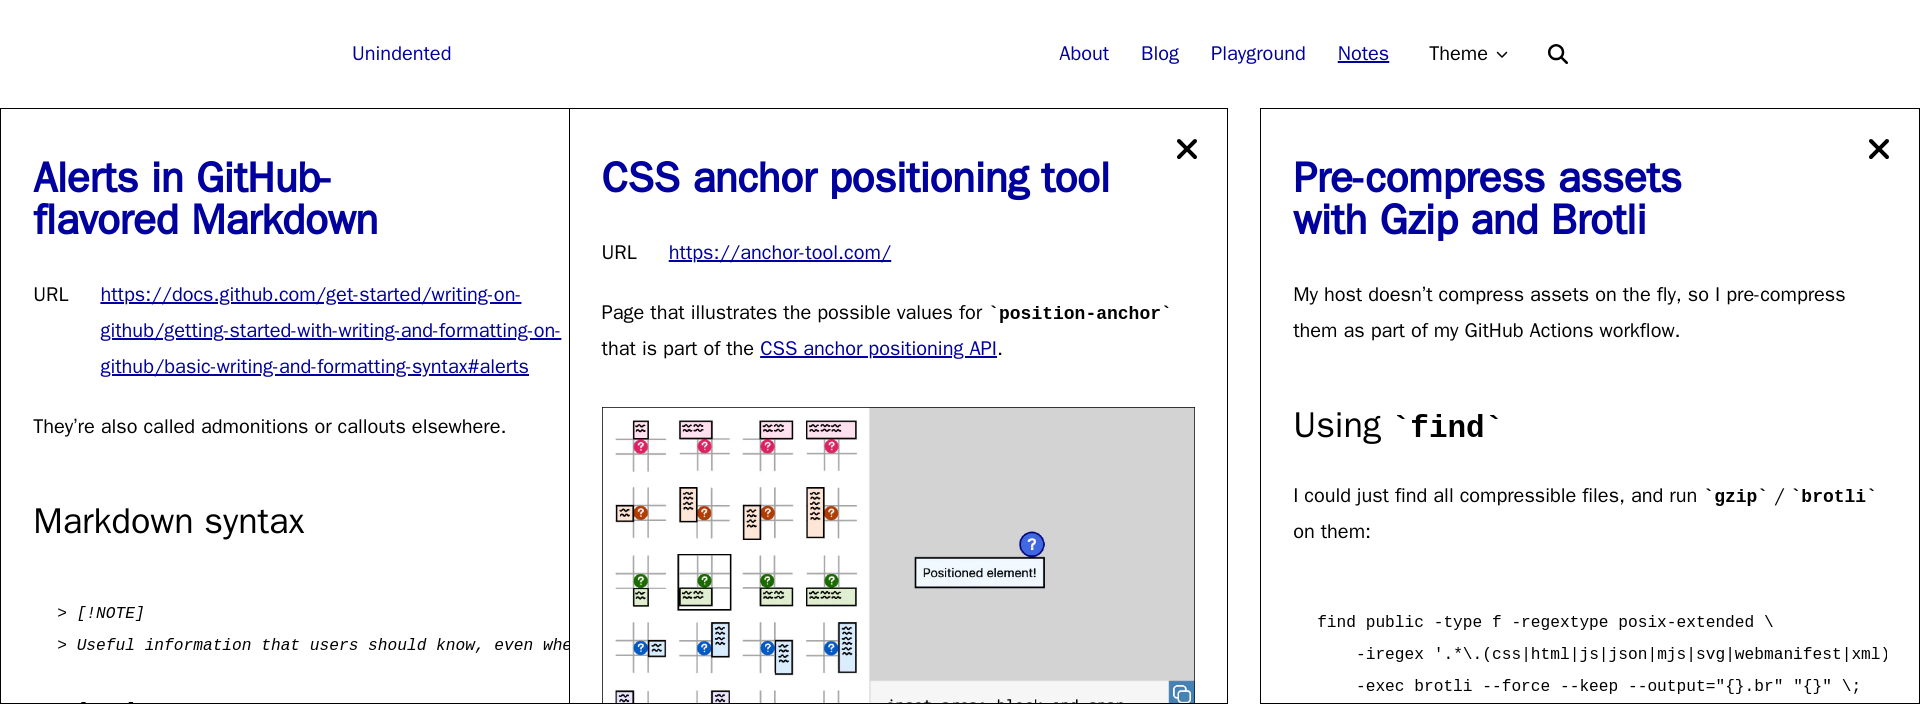 Unindented
About Blog Playground Notes Theme
Alerts in GitHub-
flavored Markdown
URL https://docs.github.com/get-started/writing-on-
github/getting-started-with-writing-and-formatting-on-
github/basic-writing-and-formatting-syntax#alerts
They’re also called admonitions or callouts elsewhere.
Markdown syntax
> [!NOTE]
> Useful information that users should know, even whe
CSS anchor positioning tool
URL https://anchor-tool.com/
Page that illustrates the possible values for `position-anchor`
that is part of the CSS anchor positioning API.
?
Positioned element!
Pre-compress assets
with Gzip and Brotli
My host doesn’t compress assets on the fly, so I pre-compress
them as part of my GitHub Actions workflow.
Using `find`
I could just find all compressible files, and run `gzip` / `brotli`
on them:
find public -type f -regextype posix-extended \
-iregex '.*\.(css|html|js|json|mjs|svg|webmanifest|xml)
-exec brotli --force --keep --output="{}.br" "{}" \;